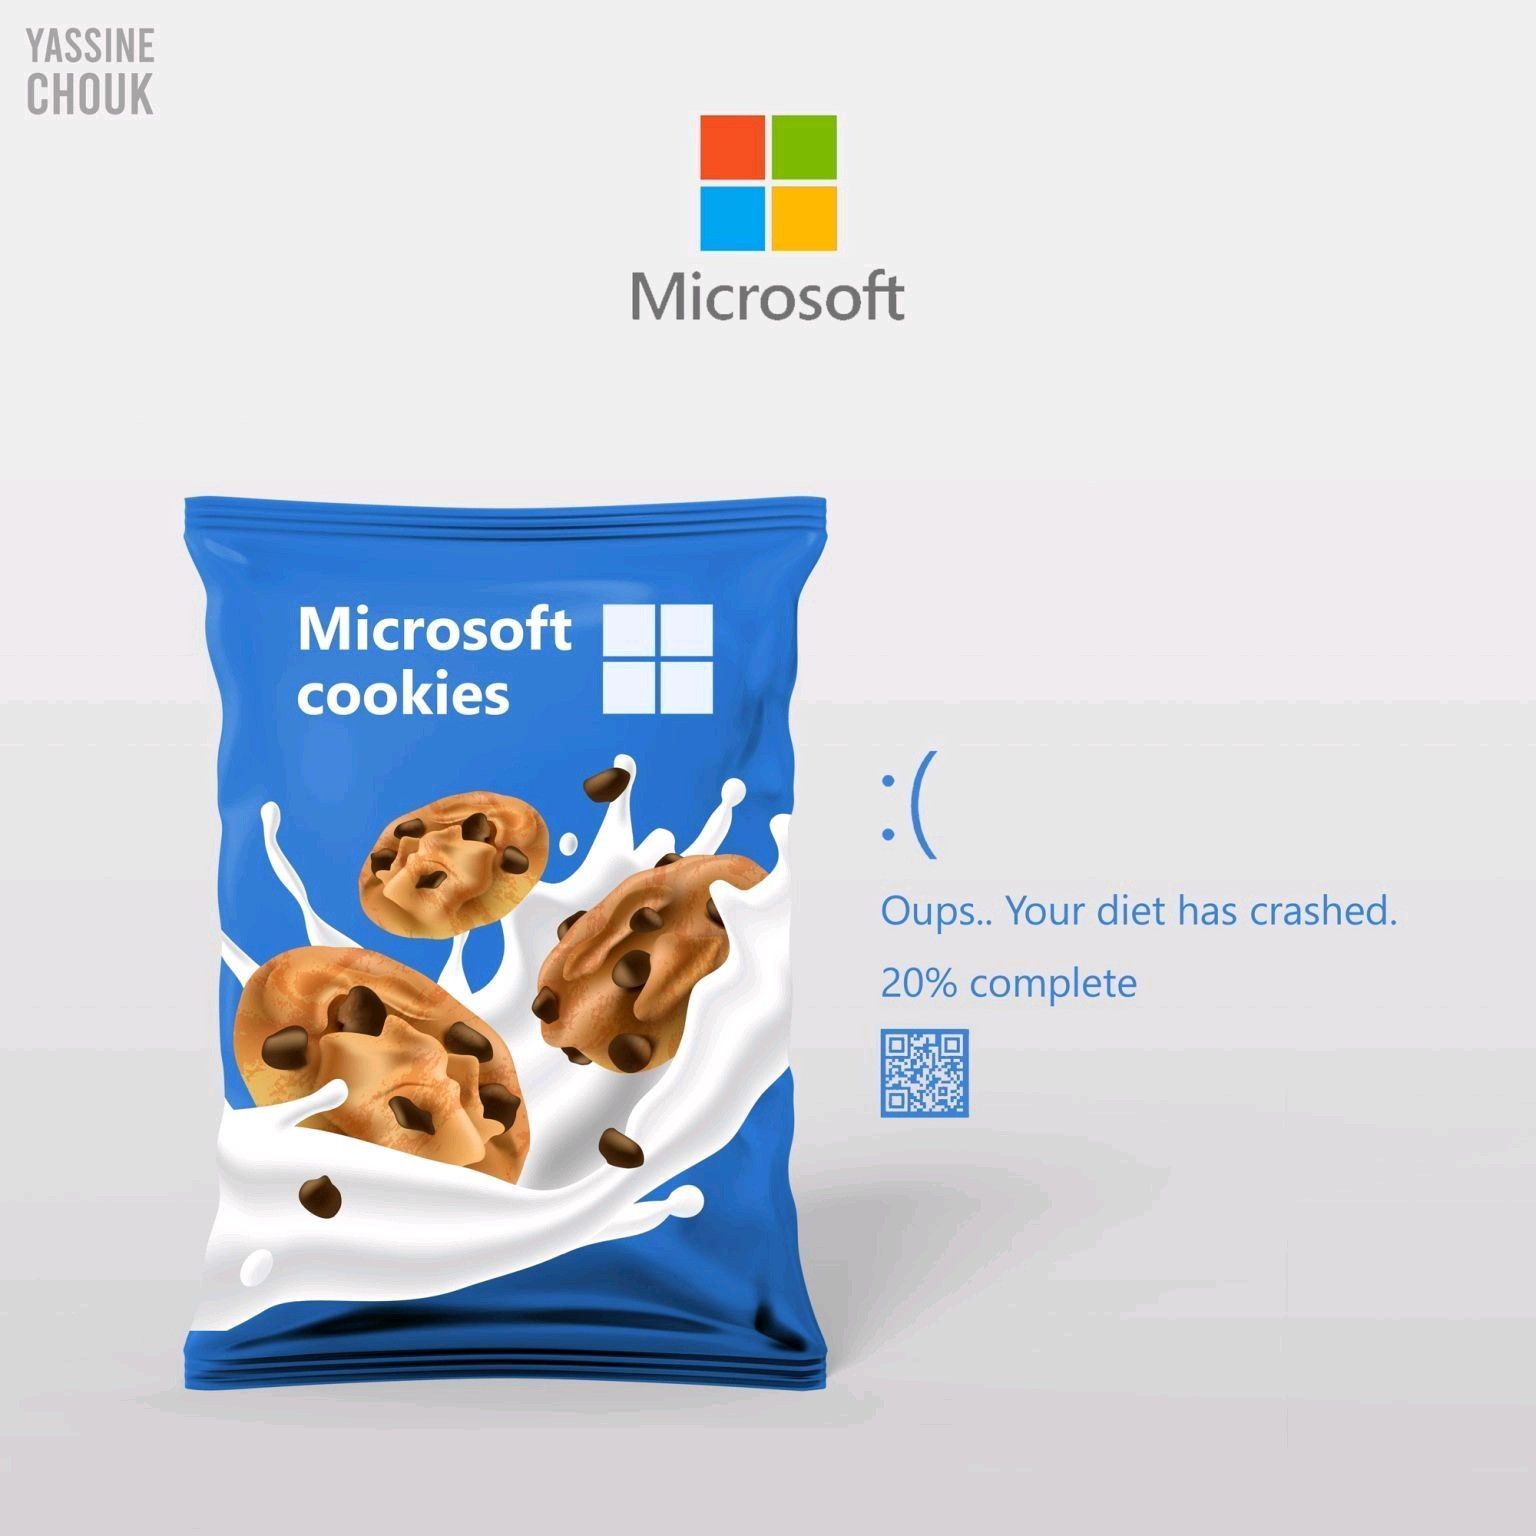 YASSINE
CHOUK
Microsoft
Microsoft
cookies
:(
Oups.. Your diet has crashed.
20% complete